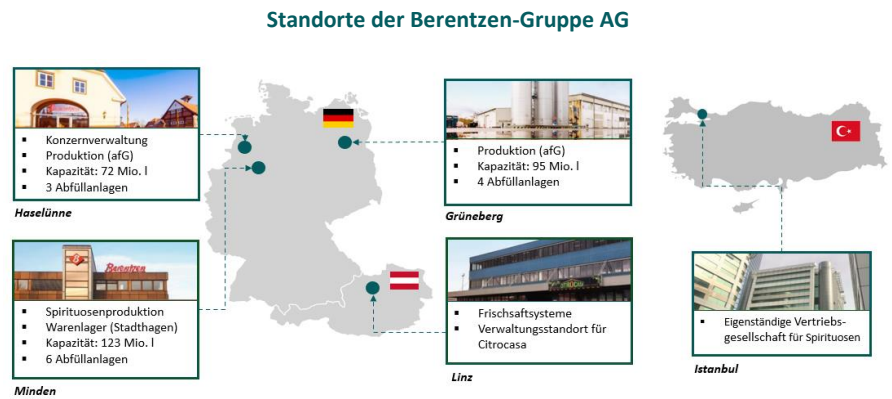 Standorte der Berentzen-Gruppe AG
Konzernverwaltung
Produktion (afG)
Kapazität: 72 Mio. l
3 Abfüllanlagen
Haselünne
Produktion (afG)
Kapazität: 95 Mio. l
4 Abfüllanlagen
Grüneberg
Berentzen
Spirituosenproduktion
Warenlager (Stadthagen)
Kapazität: 123 Mio. l
6 Abfüllanlagen
Minden
Frischsaftsysteme
Verwaltungsstandort für
Citrocasa
Linz
Eigenständige Vertriebs-
gesellschaft für Spirituosen
Istanbul